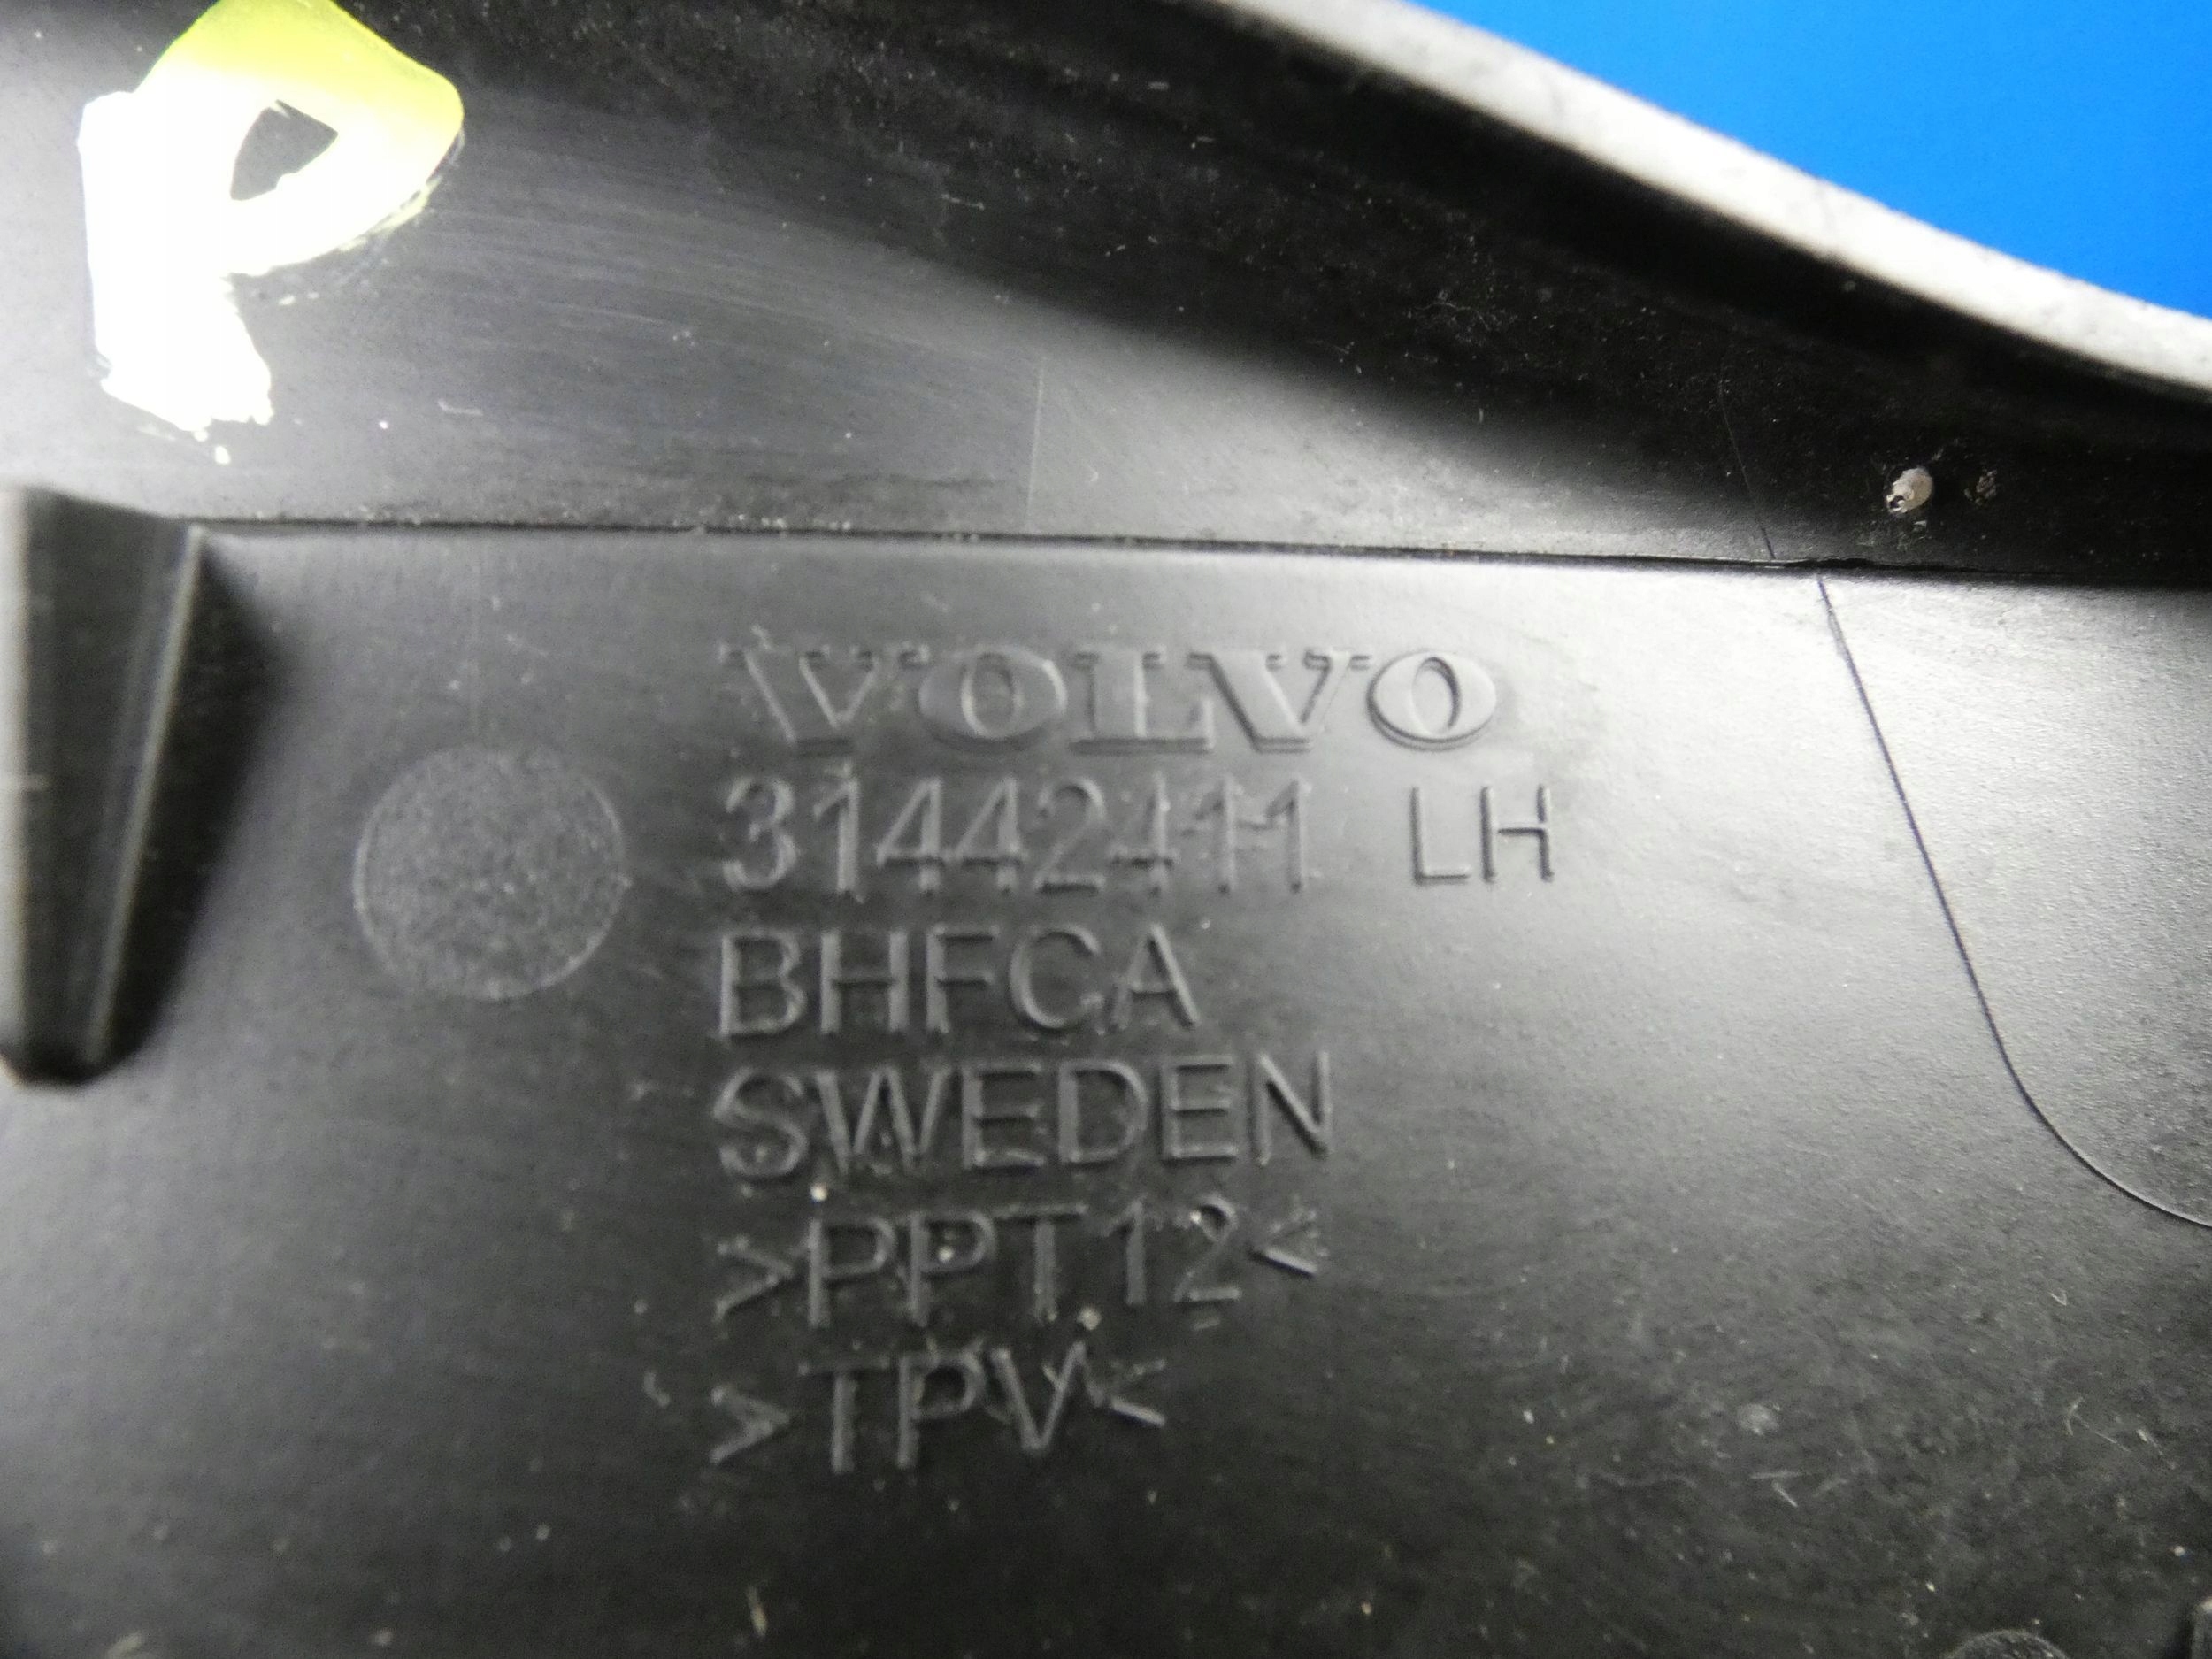 R
VOLVO
31442411 LH
BHFCA
SWEDEN
>PPT12<
>TPV<